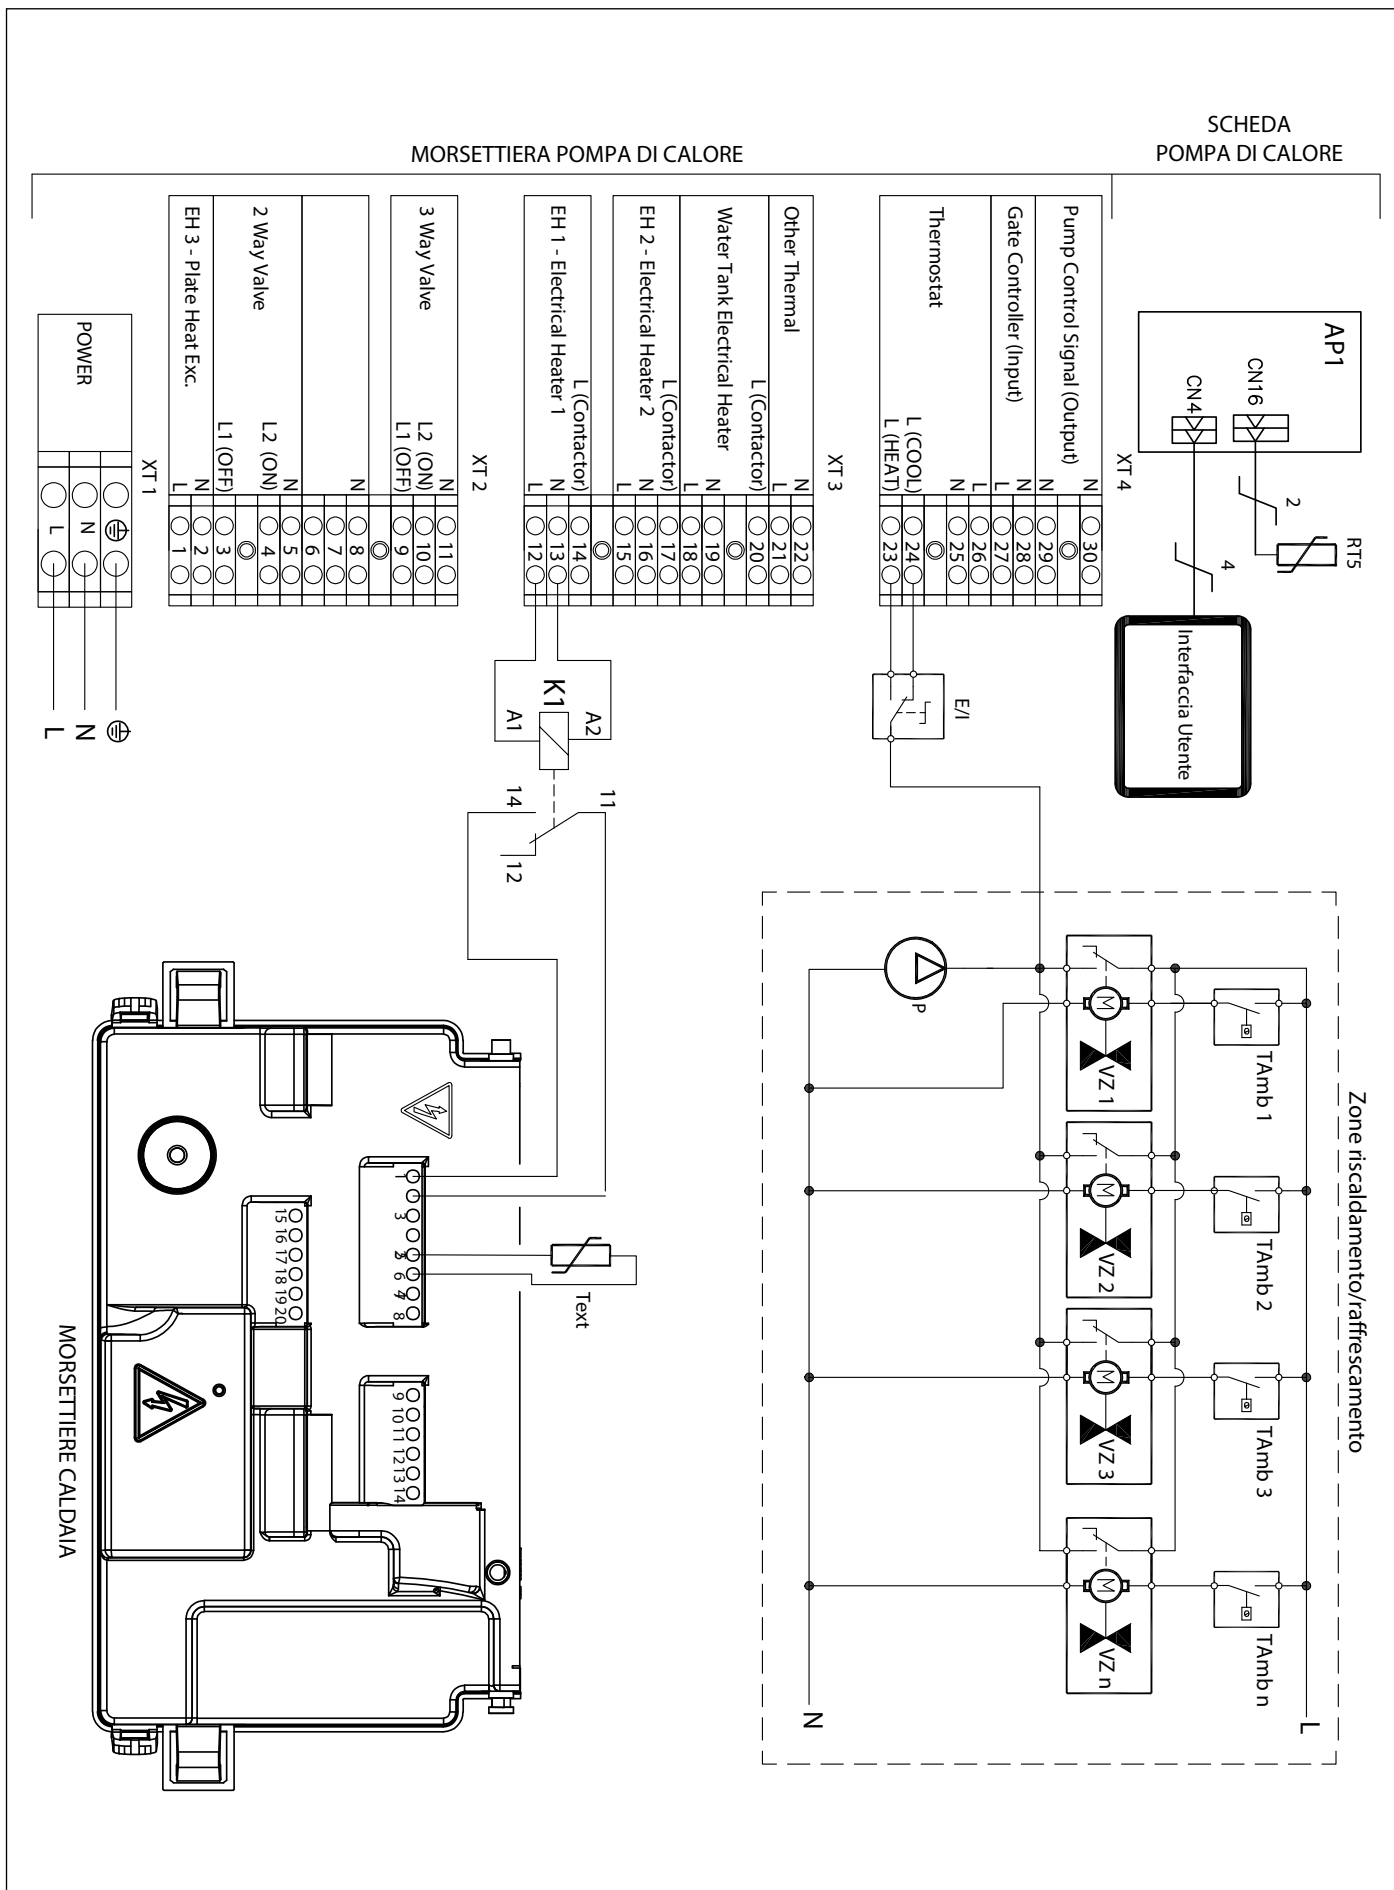 SCHEDA
POMPA DI CALORE
MORSETTIERA POMPA DI CALORE
AP1
CN16
CN4
2
4
RT5
Interfaccia Utente
XT 4
Pump Control Signal (Output)
Gate Controller (Input)
Thermostat
N
N
L
L
N
L (COOL)
L (HEAT)
30
29
28
27
26
25
24
23
E/I
XT 3
Other Thermal
Water Tank Electrical Heater
EH 2 - Electrical Heater 2
EH 1 - Electrical Heater 1
N
L
L (Contactor)
N
L
L (Contactor)
N
L
L (Contactor)
N
L
22
21
20
19
18
17
16
15
14
13
12
K1
A2
A1
11
14
12
XT 2
3 Way Valve
2 Way Valve
EH 3 - Plate Heat Exc.
N
L2 (ON)
L1 (OFF)
N
N
L2 (ON)
L1 (OFF)
N
L
11
10
9
8
7
6
5
4
3
2
1
XT 1
POWER
N
L
N
L
Zone riscaldamento/raffrescamento
TAmb 1
TAmb 2
TAmb 3
TAmb n
M
M
M
M
VZ 1
VZ 2
VZ 3
VZ n
P
L
N
Text
1
3
5
6
8
9
10
11
12
13
14
15
16
17
18
19
20
MORSETTIERE CALDAIA